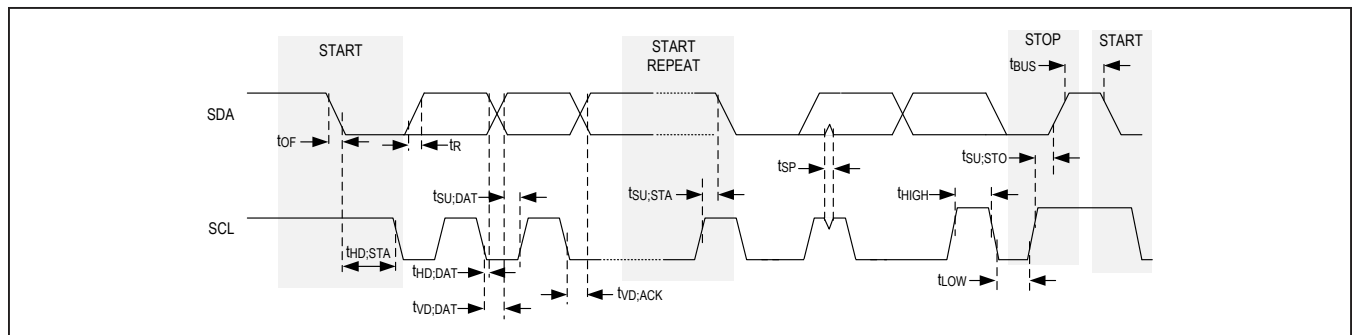 START
START
REPEAT
STOP
START
tBUS
SDA
tOF
tR
tSP
tSU;STO
tSU;DAT
tSU;STA
tHIGH
SCL
tHD;STA
tHD;DAT
tLOW
tVD;DAT
tVD;ACK